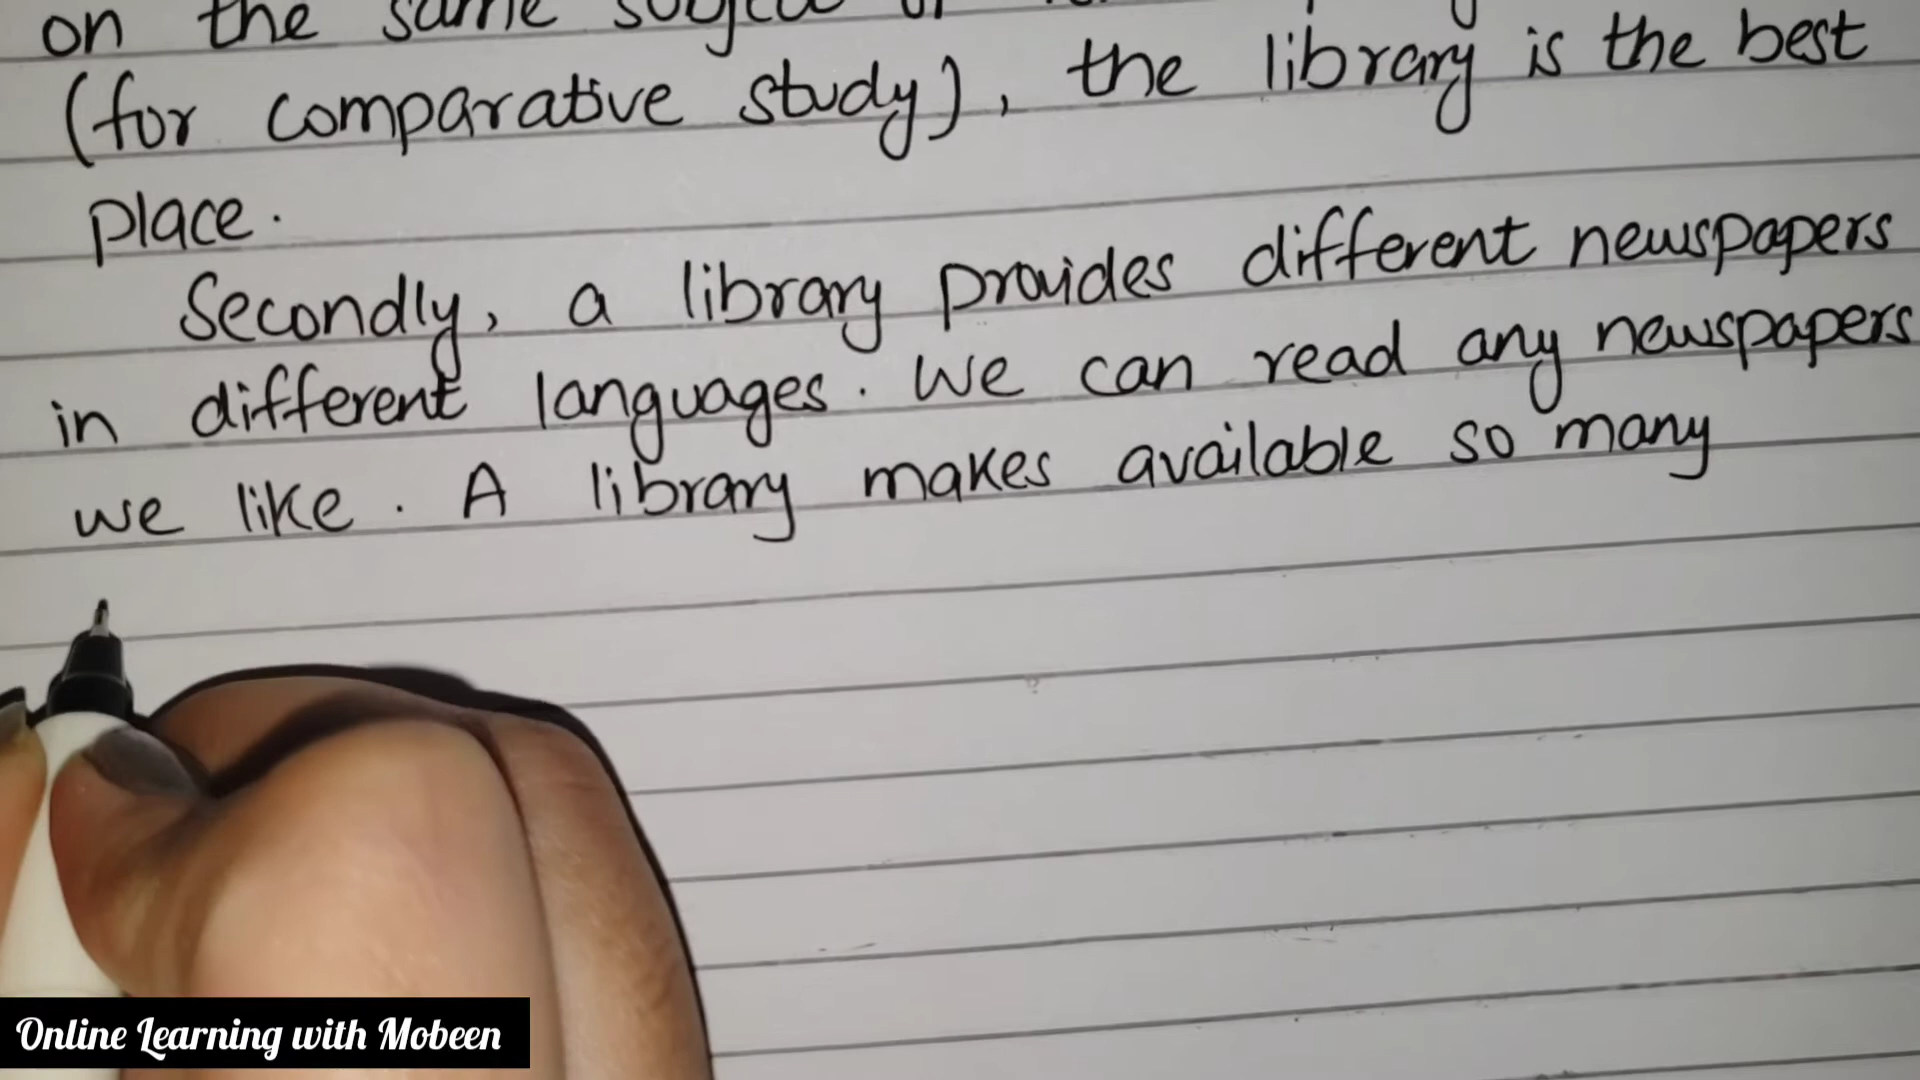 on the same
(for comparative study), the library is the best
place.
Secondly, a library provides different newspapers
in different languages. We can read any newspapers
we like. A library makes available so many
Online Learning with Mobeen